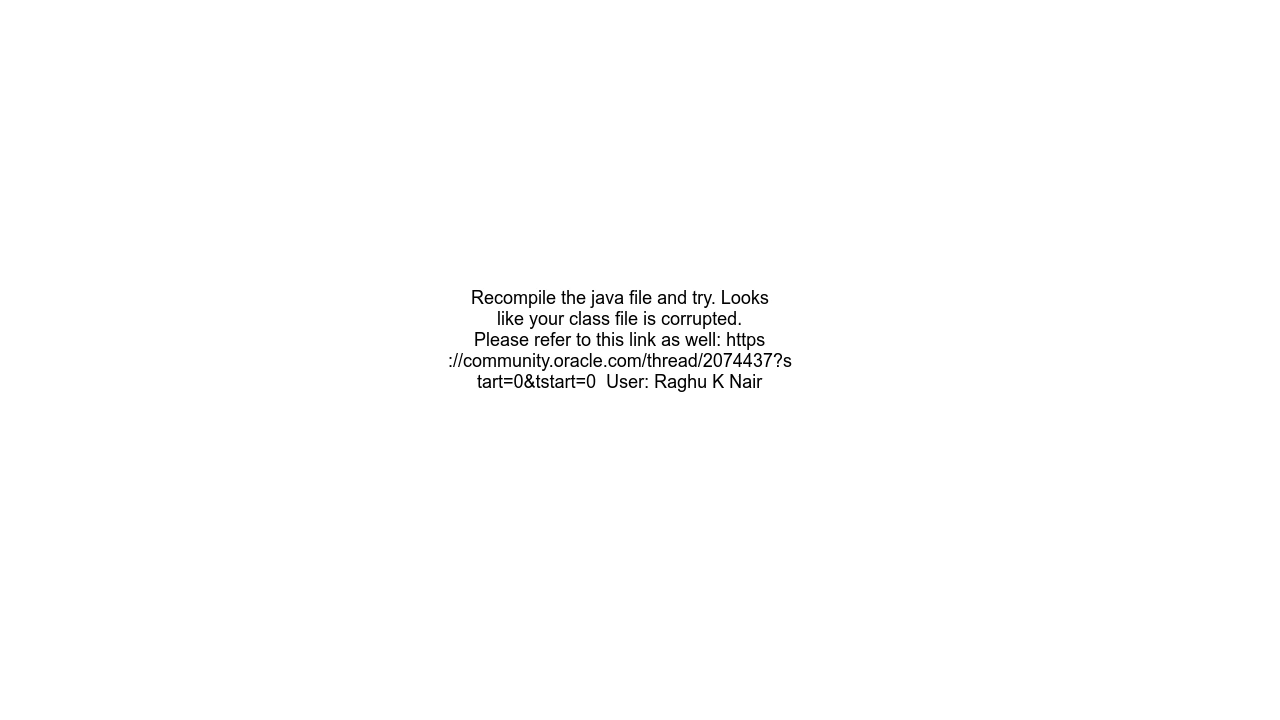 Recompile the java file and try. Looks
like your class file is corrupted.
Please refer to this link as well: https
://community.oracle.com/thread/2074437?s
tart=0&tstart=0  User: Raghu K Nair